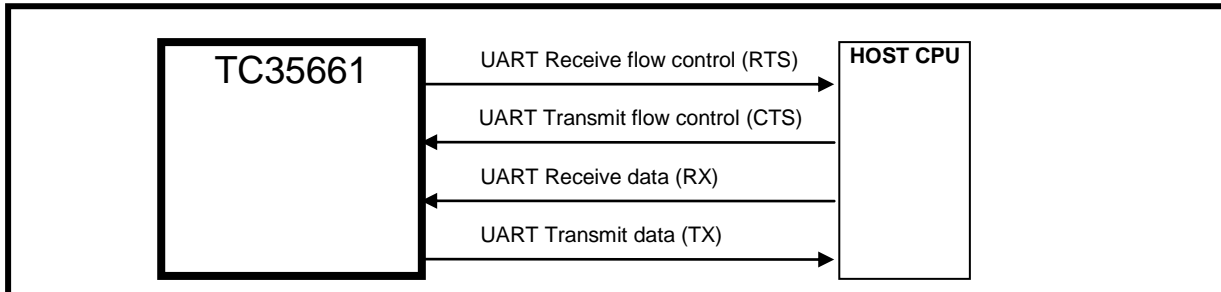 TC35661
UART Receive flow control (RTS)
HOST CPU
UART Transmit flow control (CTS)
UART Receive data (RX)
UART Transmit data (TX)